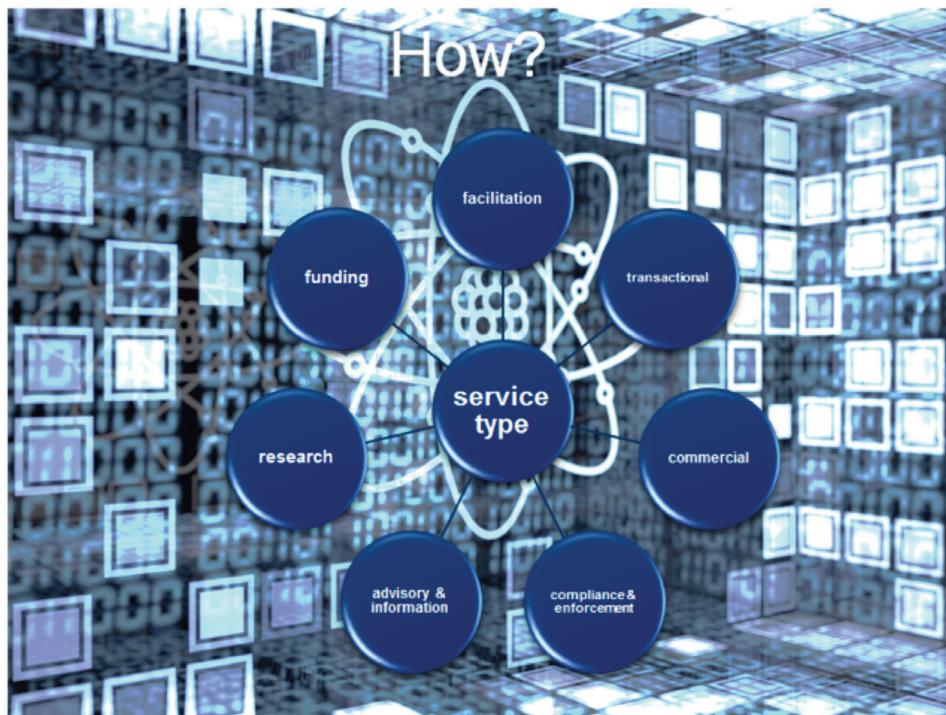 How?
facilitation
transactional
commercial
compliance &
enforcement
advisory &
information
research
funding
service
type